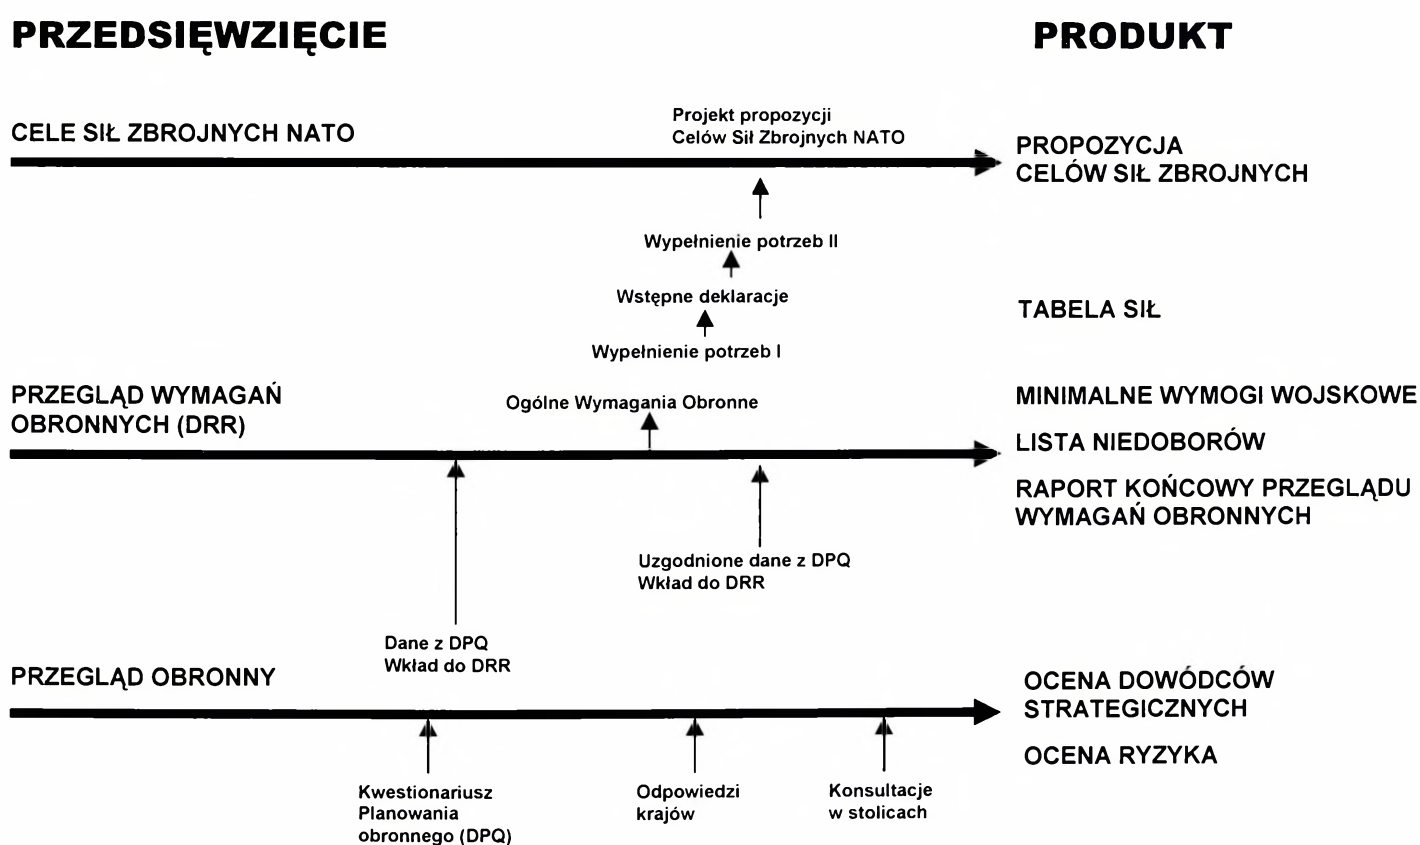 PRZEDSIĘWZIĘCIE
PRODUKT
CELE SIŁ ZBROJNYCH NATO
Projekt propozycji
Celów Sił Zbrojnych NATO
PROPOZYCJA
CELÓW SIŁ ZBROJNYCH
Wypełnienie potrzeb II
Wstępne deklaracje
TABELA SIŁ
Wypełnienie potrzeb I
PRZEGLĄD WYMAGAŃ
OBRONNYCH (DRR)
Ogólne Wymagania Obronne
MINIMALNE WYMOGI WOJSKOWE
LISTA NIEDOBORÓW
RAPORT KOŃCOWY PRZEGLĄDU
WYMAGAŃ OBRONNYCH
Uzgodnione dane z DPQ
Wkład do DRR
Dane z DPQ
Wkład do DRR
PRZEGLĄD OBRONNY
OCENA DOWÓDCÓW
STRATEGICZNYCH
OCENA RYZYKA
Kwestionariusz
Planowania
obronnego (DPQ)
Odpowiedzi
krajów
Konsultacje
w stolicach